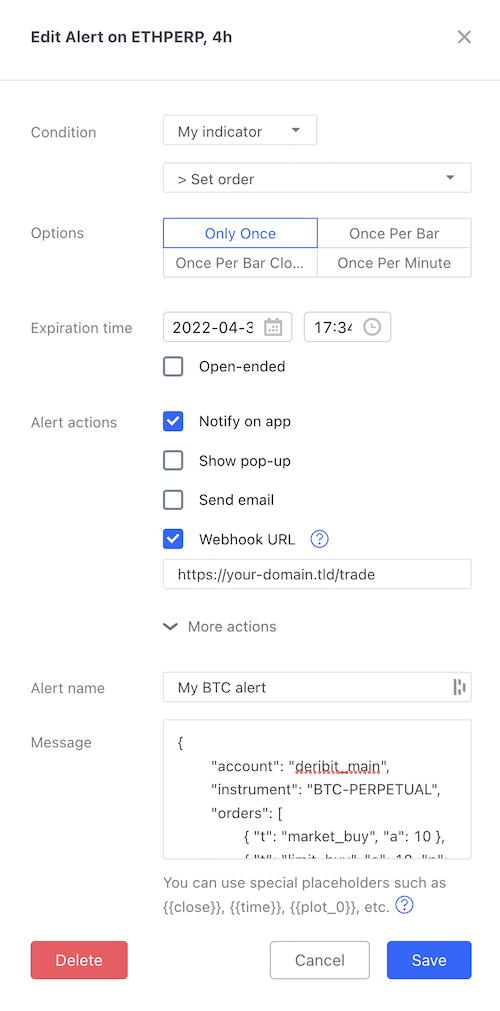 Edit Alert on ETHPERP, 4h
Condition
My indicator
> Set order
Options
Only Once
Once Per Bar
Once Per Bar Clo...
Once Per Minute
Expiration time
2022-04-3
17:34
Open-ended
Alert actions
Notify on app
Show pop-up
Send email
Webhook URL
https://your-domain.tld/trade
More actions
Alert name
My BTC alert
Message
{
"account": "deribit_main",
"instrument": "BTC-PERPETUAL",
"orders": [
{ "t": "market_buy", "a": 10 },
You can use special placeholders such as
{{close}}, {{time}}, {{plot_0}}, etc.
Delete
Cancel
Save